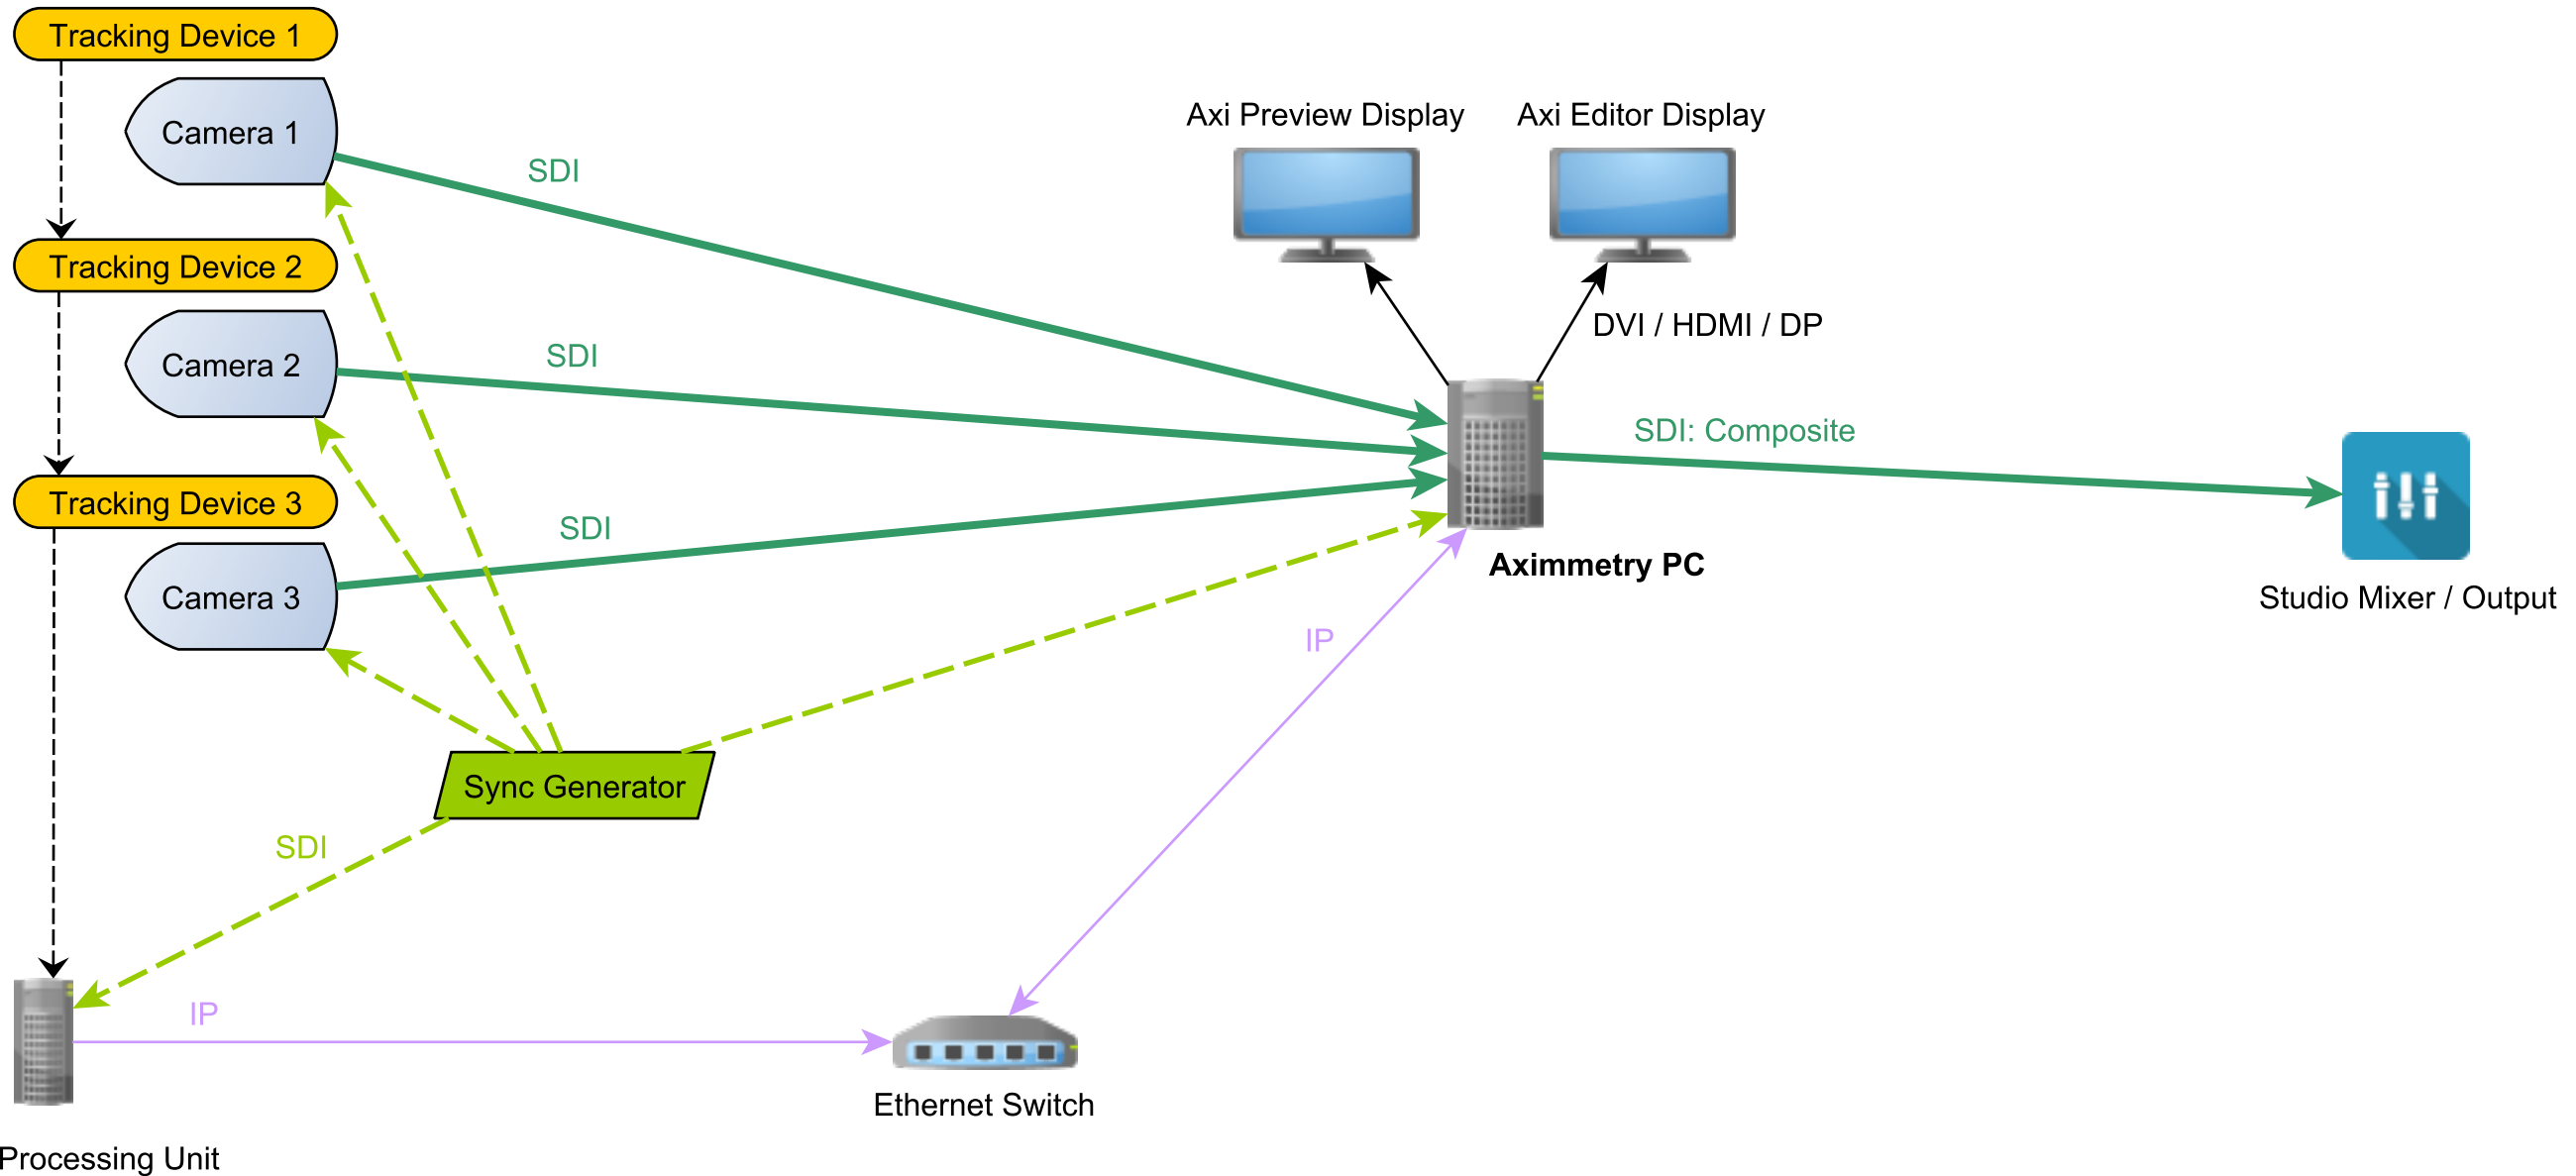 Tracking Device 1
Camera 1
SDI
Axi Preview Display
Axi Editor Display
Tracking Device 2
Camera 2
SDI
DVI / HDMI / DP
SDI: Composite
Tracking Device 3
Camera 3
SDI
Aximmetry PC
Studio Mixer / Output
IP
Sync Generator
SDI
IP
Ethernet Switch
Processing Unit